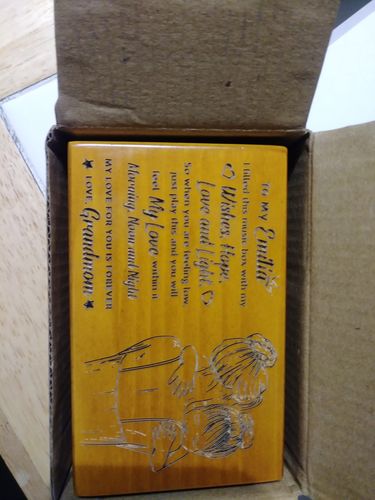 TO MY Emilia
I filled this music box with my
Wishes, Hope,
Love and Light.
So when you are feeling low,
just play this and you will
feel My Love within it
Morning, Noon and Night
MY LOVE FOR YOU IS FOREVER
LOVE, Grandmom